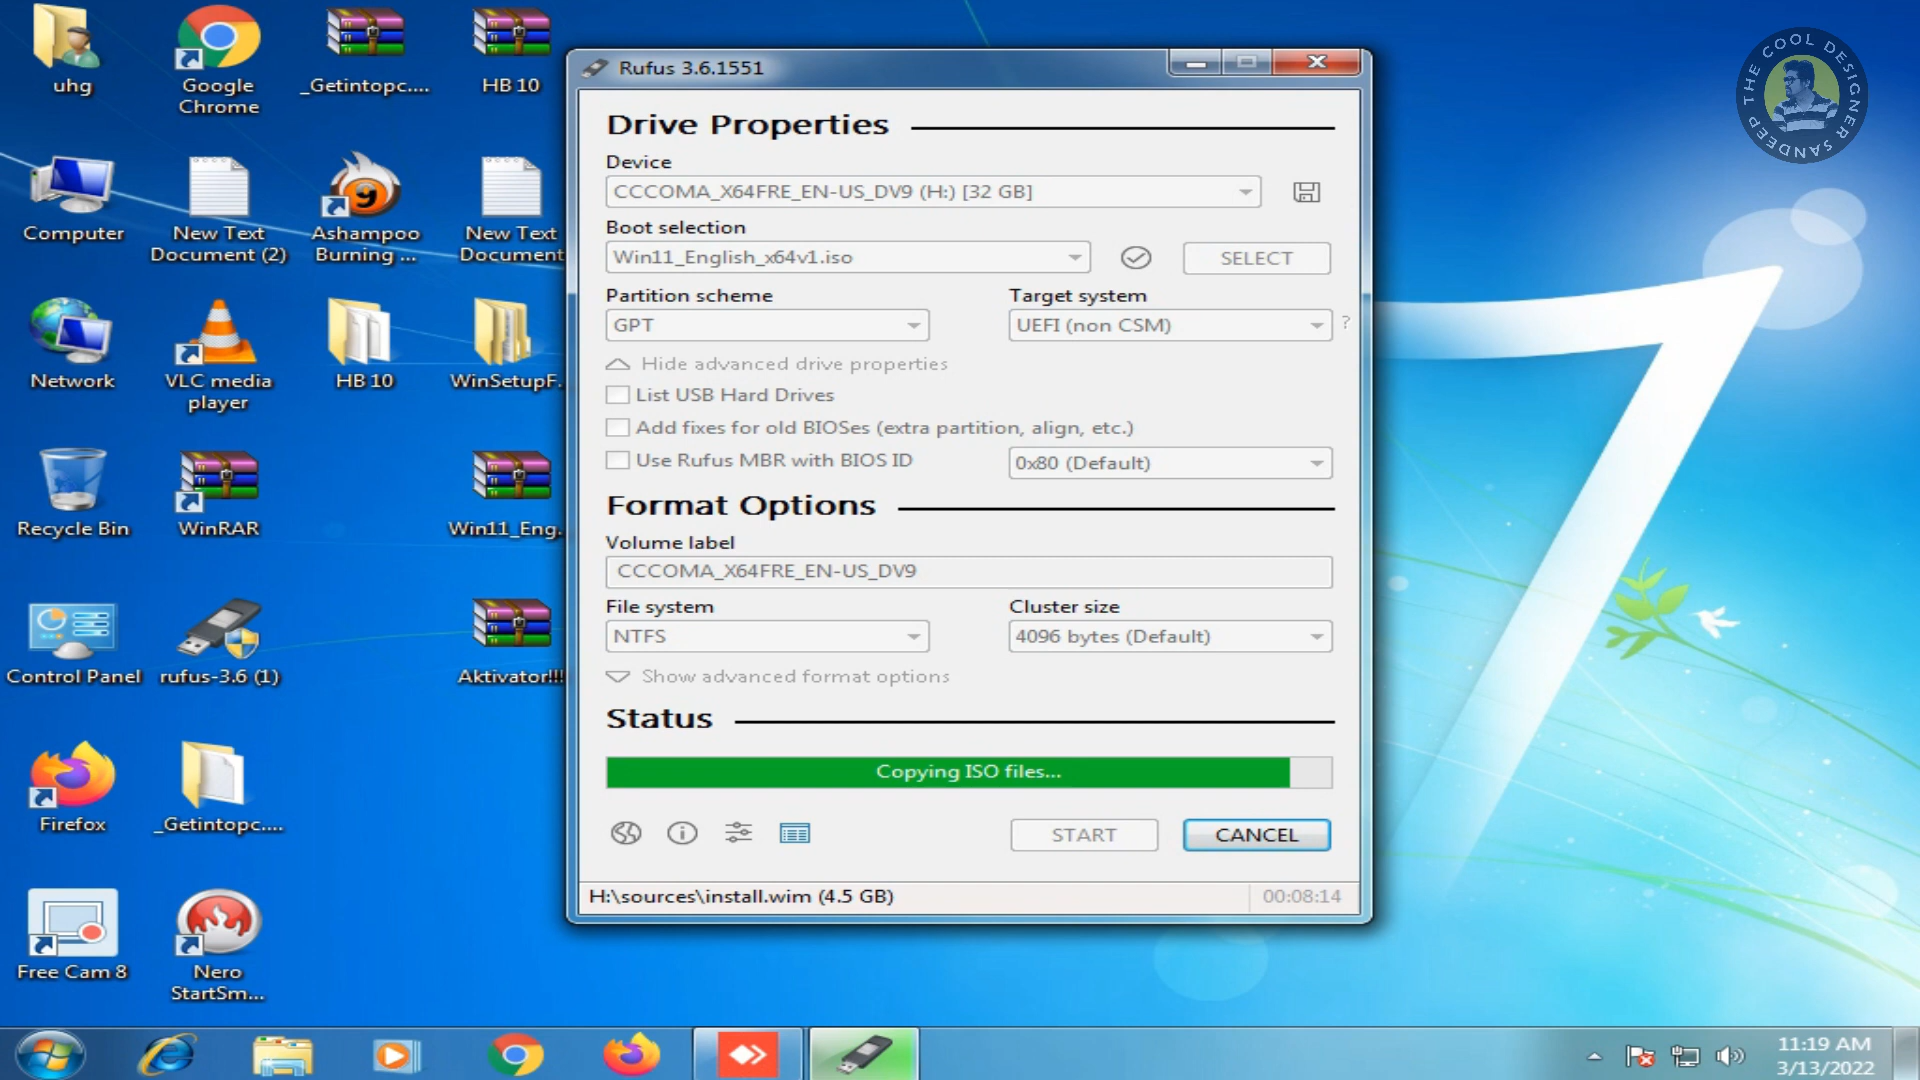 uhg
Google
Chrome
_Getintopc....
HB 10
Computer
New Text
Document (2)
Ashampoo
Burning ...
New Text
Document
Network
VLC media
player
HB 10
WinSetupF.
Recycle Bin
WinRAR
Win11_Eng.
Control Panel
rufus-3.6 (1)
Aktivator!!!
Firefox
_Getintopc....
Free Cam 8
Nero
StartSm...
Rufus 3.6.1551
Drive Properties
Device
CCCOMA_X64FRE_EN-US_DV9 (H:) [32 GB]
Boot selection
Win11_English_x64v1.iso
SELECT
Partition scheme
Target system
GPT
UEFI (non CSM)
?
Hide advanced drive properties
List USB Hard Drives
Add fixes for old BIOSes (extra partition, align, etc.)
Use Rufus MBR with BIOS ID
0x80 (Default)
Format Options
Volume label
CCCOMA_X64FRE_EN-US_DV9
File system
Cluster size
NTFS
4096 bytes (Default)
Show advanced format options
Status
Copying ISO files...
START
CANCEL
H:\sources\install.wim (4.5 GB)
00:08:14
THE COOL DESIGNER SANDEEP
11:19 AM
3/13/2022